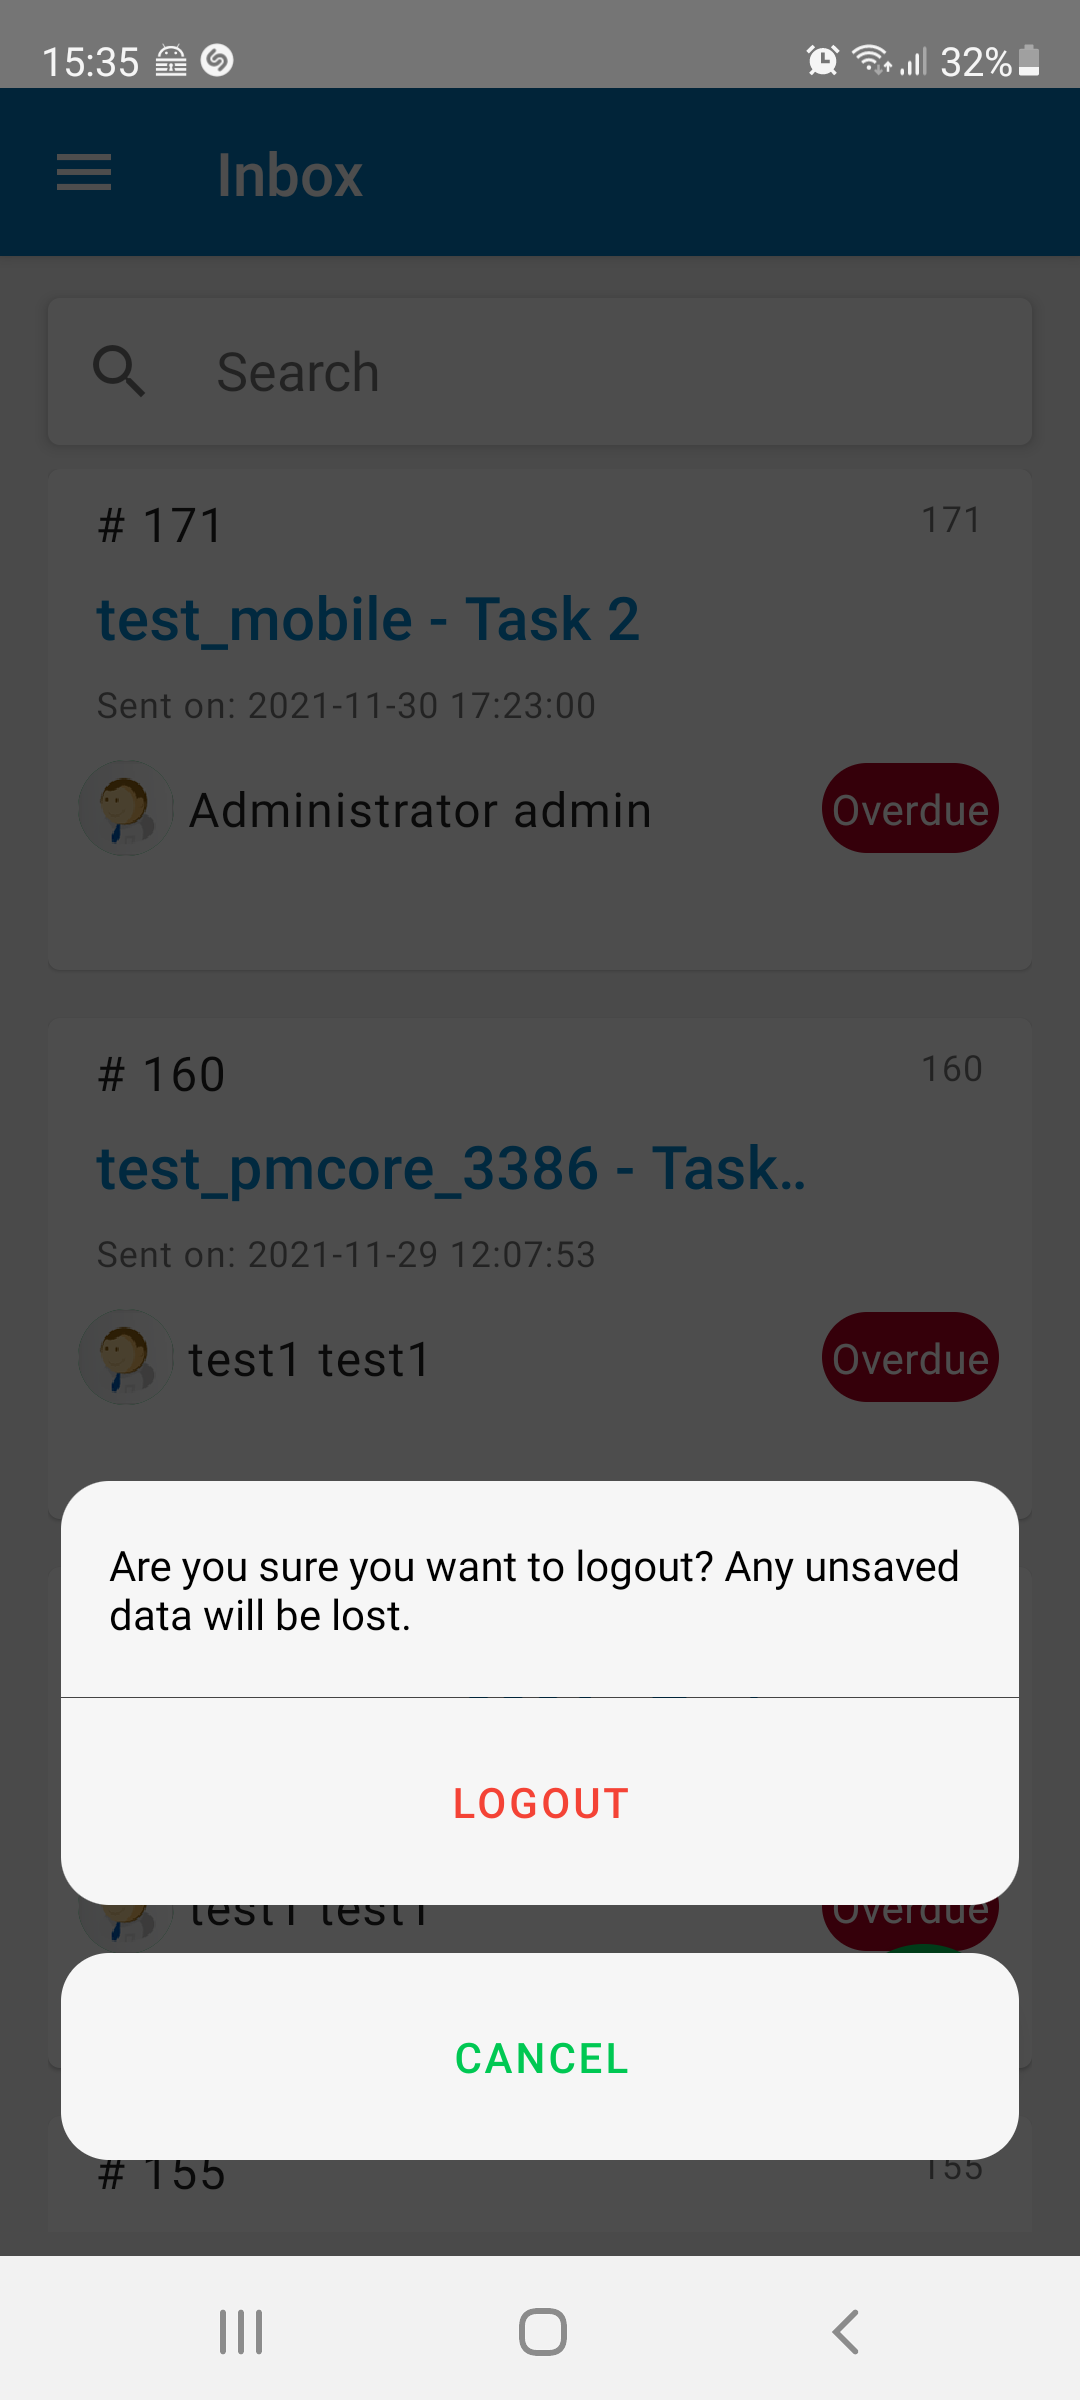 15:35
32%
Inbox
Search
# 171
171
test_mobile - Task 2
Sent on: 2021-11-30 17:23:00
Administrator admin
Overdue
# 160
160
test_pmcore_3386 - Task..
Sent on: 2021-11-29 12:07:53
test1 test1
Overdue
Are you sure you want to logout? Any unsaved
data will be lost.
LOGOUT
test1 test1
Overdue
CANCEL
# 155
155